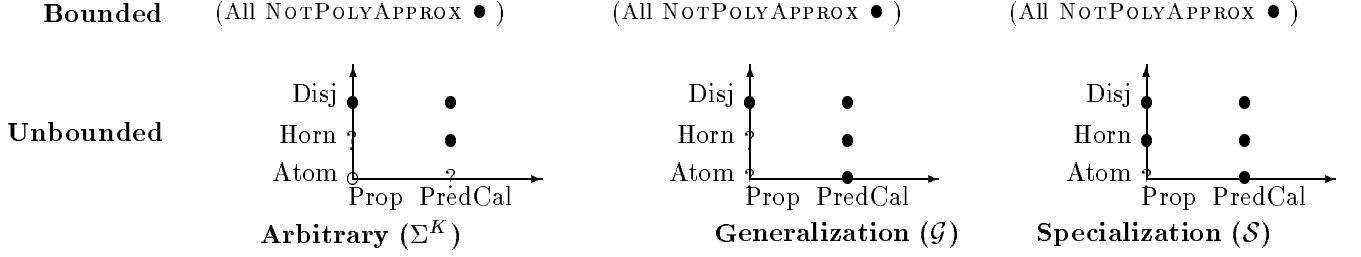 Bounded (All NOTPOLYAPPROX ● ) (All NOTPOLYAPPROX ● ) (All NOTPOLYAPPROX ● )
Disj Disj Disj
Unbounded Horn ? Horn ? Horn
Atom ? Atom ? Atom ?
Prop PredCal Prop PredCal Prop PredCal
Arbitrary (Σ^K) Generalization (𝒢) Specialization (𝒮)